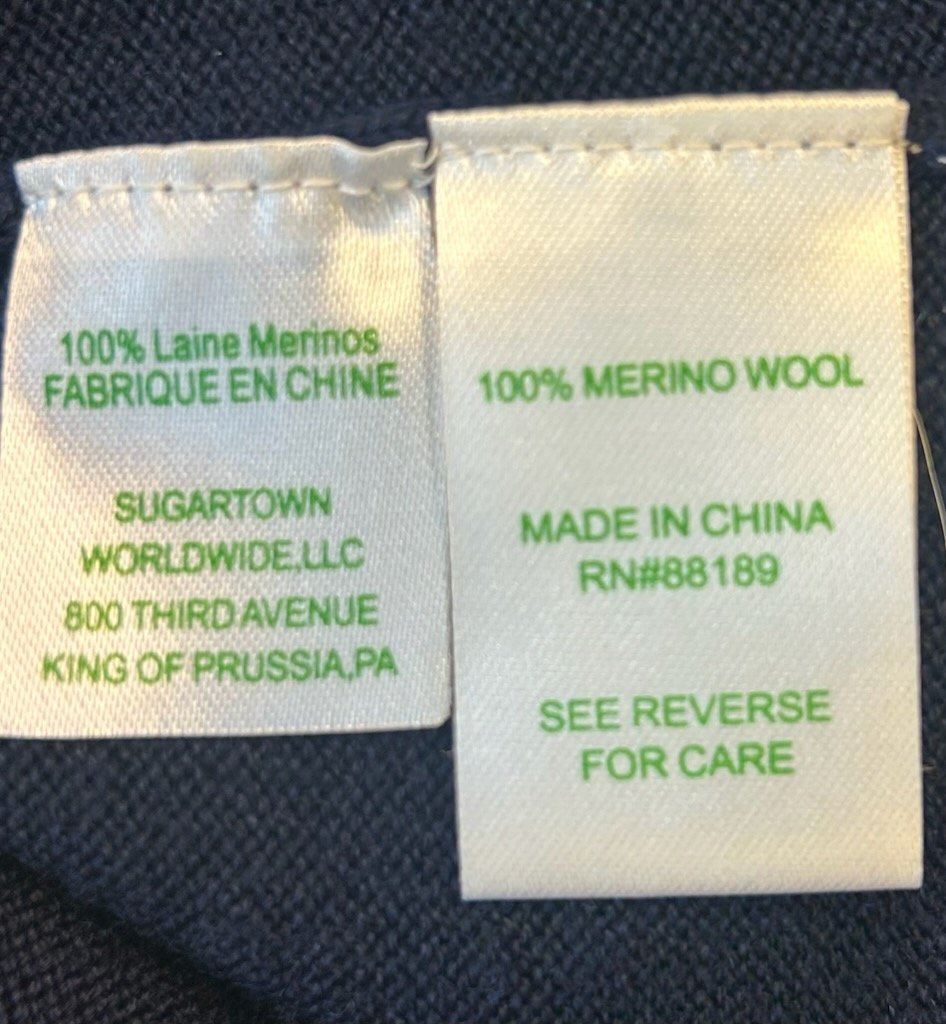 100% Laine Merinos
FABRIQUE EN CHINE
SUGARTOWN
WORLDWIDE,LLC
800 THIRD AVENUE
KING OF PRUSSIA,PA
100% MERINO WOOL
MADE IN CHINA
RN#88189
SEE REVERSE
FOR CARE